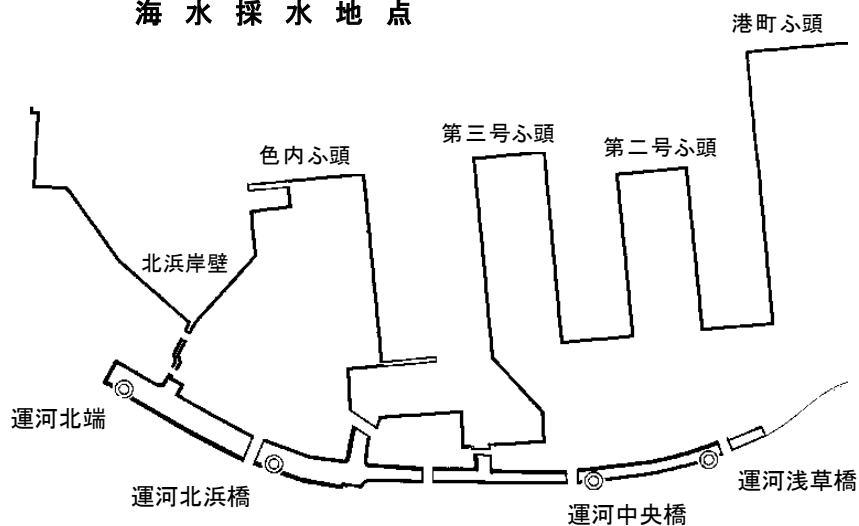 海水採水地点
港町ふ頭
第三号ふ頭
色内ふ頭
第二号ふ頭
北浜岸壁
運河北端
運河北浜橋
運河浅草橋
運河中央橋